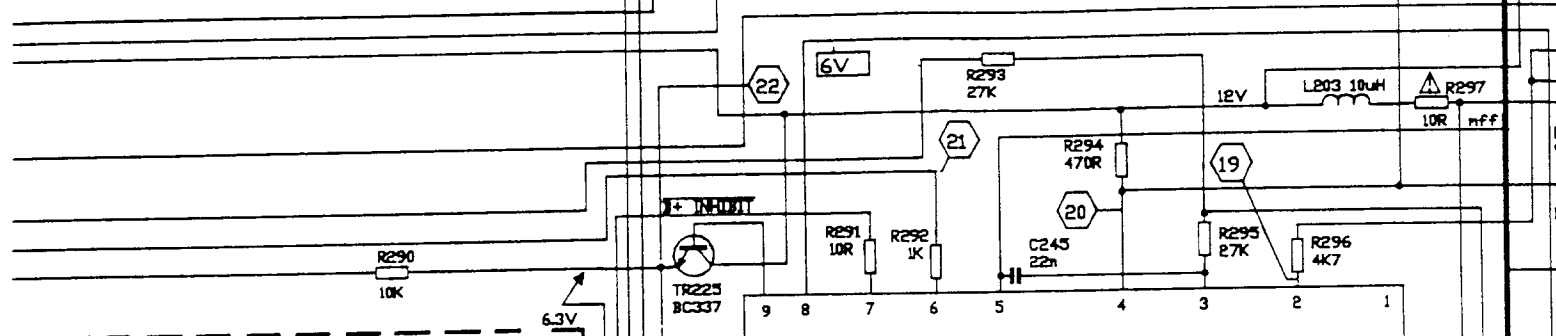 6V
22
R293
27K
12V
L203 10uH
R297
10R mff
21
R294
470R
19
20
B+ INHIBIT
R291
10R
R292
1K
C245
22n
R295
27K
R296
4K7
R290
10K
TR225
BC337
6.3V
9 8 7 6 5 4 3 2 1